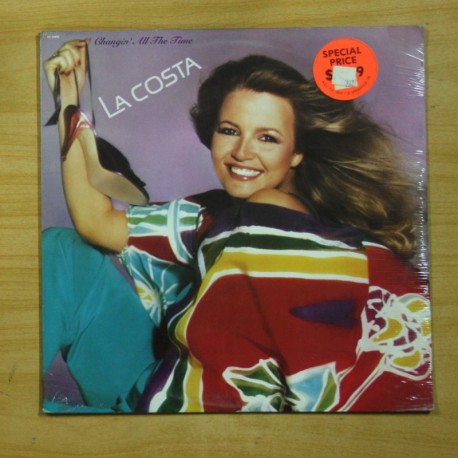 Changin' All The Time
LA COSTA
SPECIAL
PRICE